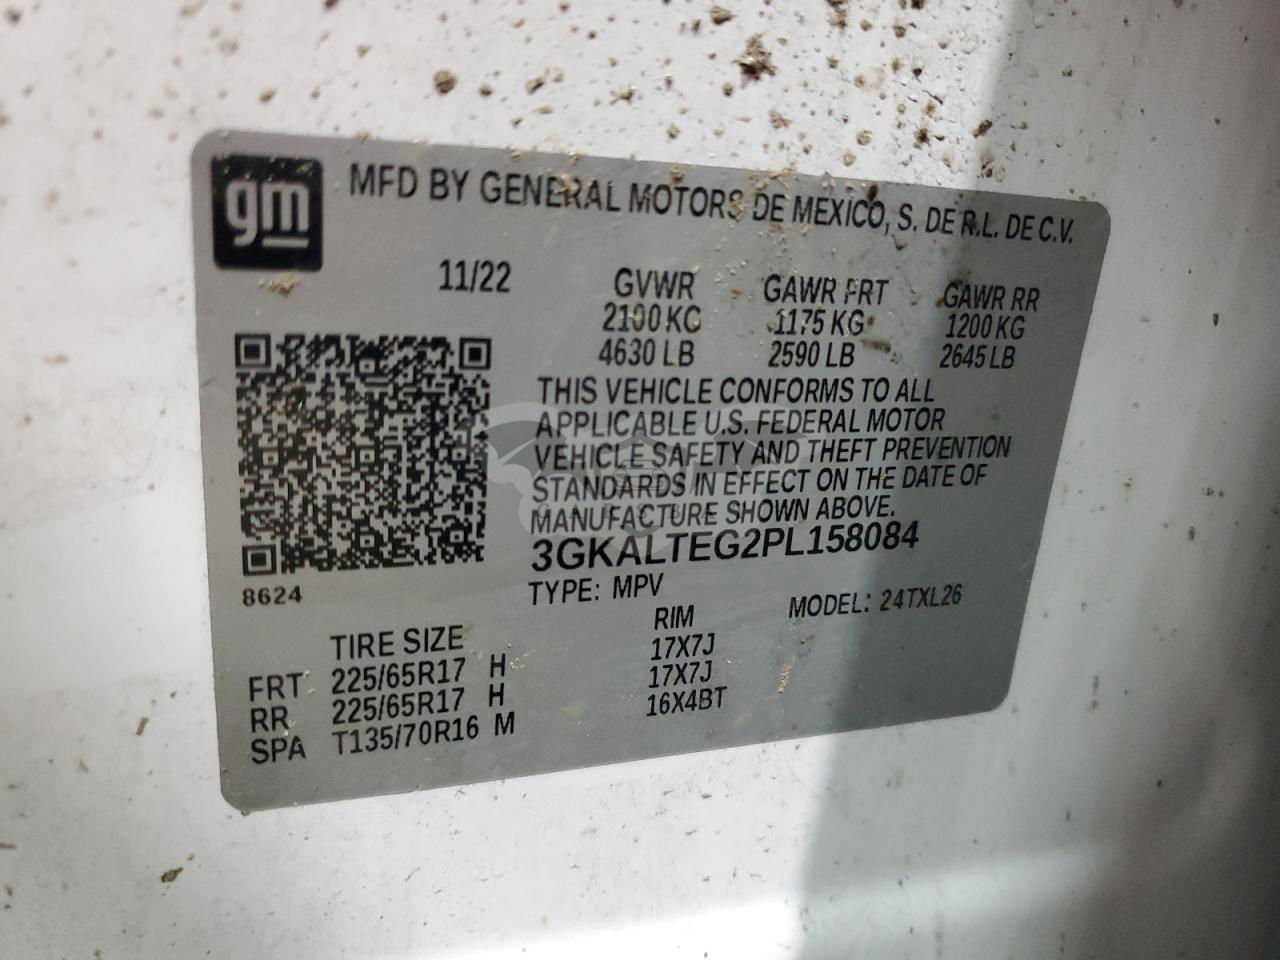 gm
MFD BY GENERAL MOTORS DE MEXICO, S. DE R.L. DE C.V.
11/22 GVWR GAWR FRT GAWR RR
2100 KG 1175 KG 1200 KG
4630 LB 2590 LB 2645 LB
THIS VEHICLE CONFORMS TO ALL
APPLICABLE U.S. FEDERAL MOTOR
VEHICLE SAFETY AND THEFT PREVENTION
STANDARDS IN EFFECT ON THE DATE OF
MANUFACTURE SHOWN ABOVE.
3GKALTEG2PL158084
8624
TYPE: MPV MODEL: 24TXL26
TIRE SIZE RIM
FRT 225/65R17 H 17X7J
RR 225/65R17 H 17X7J
SPA T135/70R16 M 16X4BT